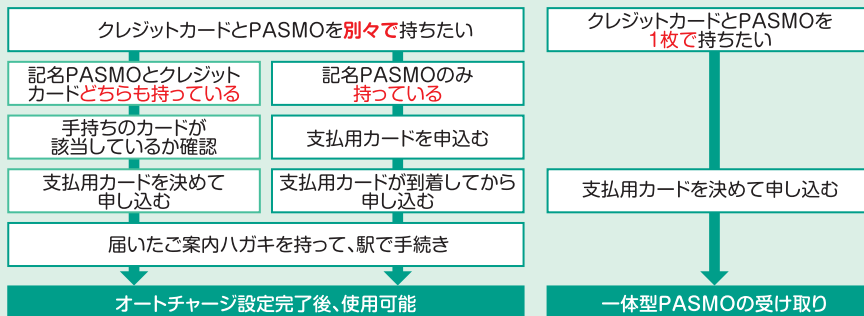 クレジットカードとPASMOを別々で持ちたい
記名PASMOとクレジット
カードどちらも持っている
手持ちのカードが
該当しているか確認
支払用カードを決めて
申し込む
記名PASMOのみ
持っている
支払用カードを申込む
支払用カードが到着してから
申し込む
届いたご案内ハガキを持って、駅で手続き
オートチャージ設定完了後、使用可能
クレジットカードとPASMOを
1枚で持ちたい
支払用カードを決めて申し込む
一体型PASMOの受け取り